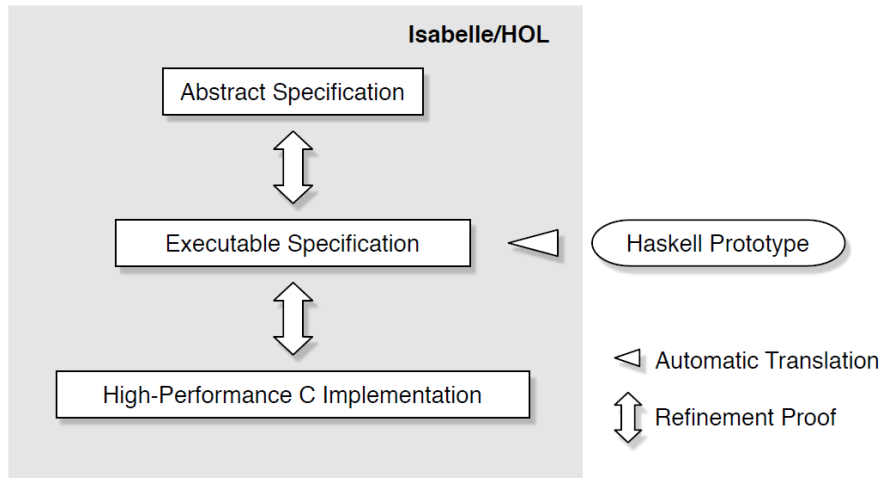 Isabelle/HOL
Abstract Specification
Executable Specification
Haskell Prototype
High-Performance C Implementation
Automatic Translation
Refinement Proof